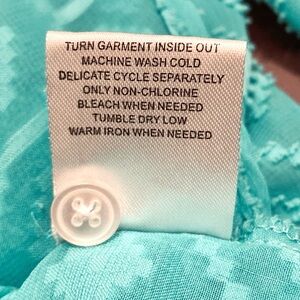 TURN GARMENT INSIDE OUT
MACHINE WASH COLD
DELICATE CYCLE SEPARATELY
ONLY NON-CHLORINE
BLEACH WHEN NEEDED
TUMBLE DRY LOW
WARM IRON WHEN NEEDED